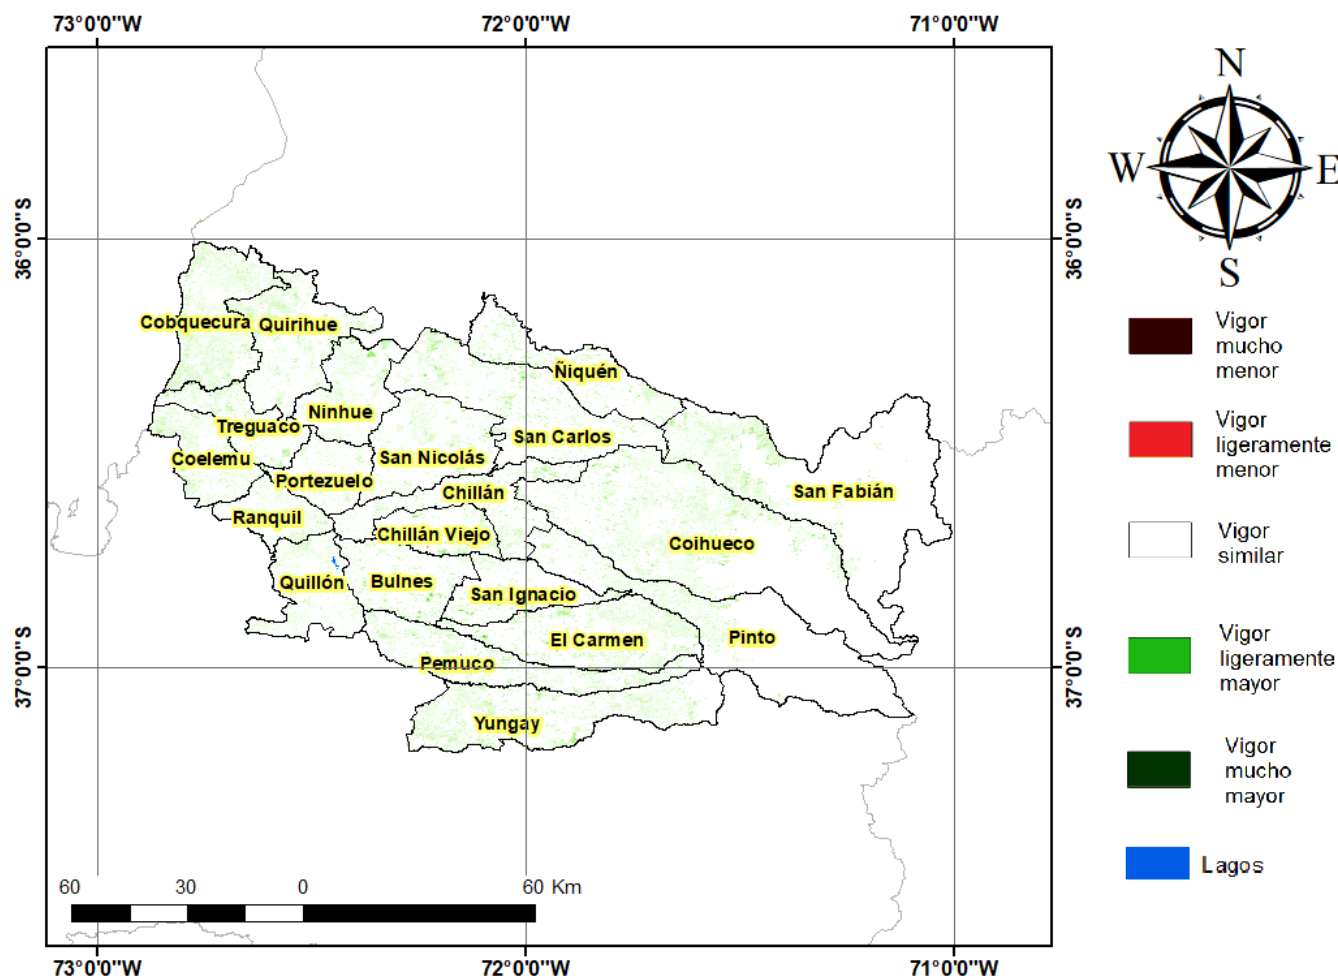 73°0'0"W
72°0'0"W
71°0'0"W
N
W
E
S
36°0'0"S
36°0'0"S
37°0'0"S
37°0'0"S
Cobquecura
Quirihue
Ñiquén
Ninhue
Treguaco
San Carlos
Coelemu
San Nicolás
Portezuelo
Chillán
San Fabián
Ranquil
Chillán Viejo
Coihueco
Quillón
Bulnes
San Ignacio
El Carmen
Pinto
Pemuco
Yungay
Vigor
mucho
menor
Vigor
ligeramente
menor
Vigor
similar
Vigor
ligeramente
mayor
Vigor
mucho
mayor
Lagos
60 30 0 60 Km
73°0'0"W
72°0'0"W
71°0'0"W